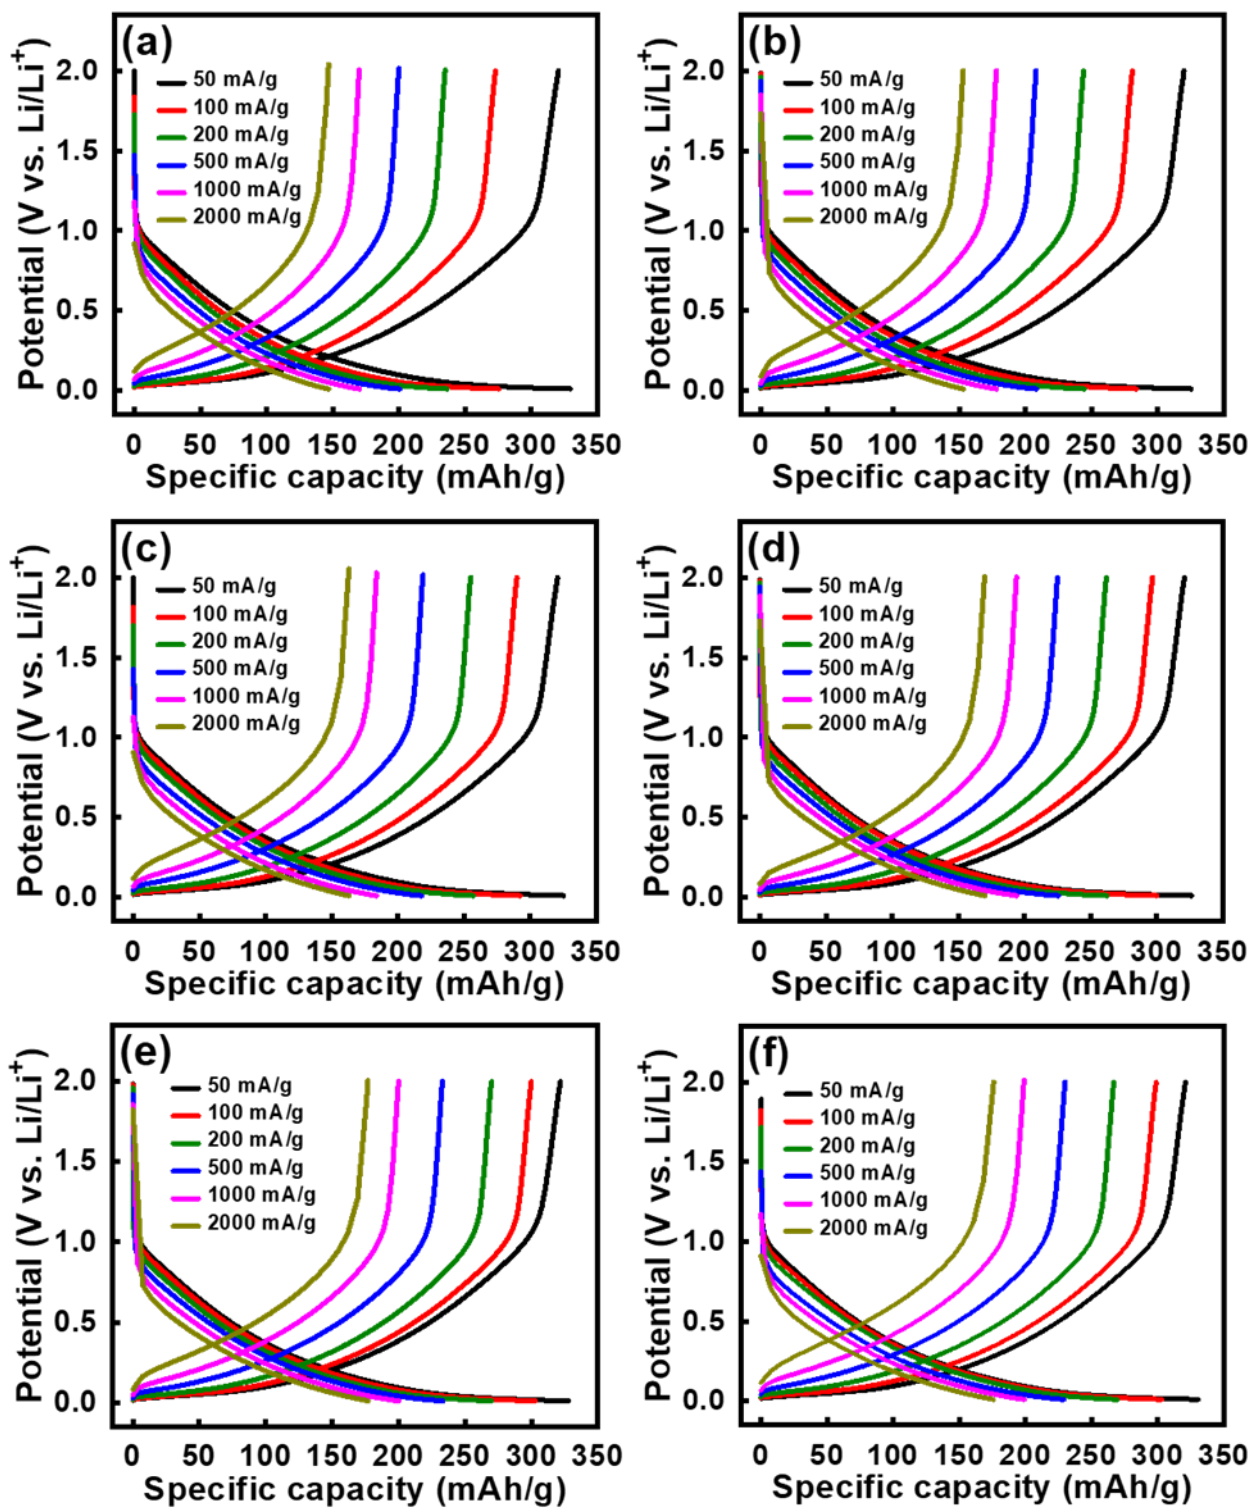 (a)
Potential (V vs. Li/Li+)
2.0
1.5
1.0
0.5
0.0
50 mA/g
100 mA/g
200 mA/g
500 mA/g
1000 mA/g
2000 mA/g
0 50 100 150 200 250 300 350
Specific capacity (mAh/g)
(b)
Potential (V vs. Li/Li+)
2.0
1.5
1.0
0.5
0.0
50 mA/g
100 mA/g
200 mA/g
500 mA/g
1000 mA/g
2000 mA/g
0 50 100 150 200 250 300 350
Specific capacity (mAh/g)
(c)
Potential (V vs. Li/Li+)
2.0
1.5
1.0
0.5
0.0
50 mA/g
100 mA/g
200 mA/g
500 mA/g
1000 mA/g
2000 mA/g
0 50 100 150 200 250 300 350
Specific capacity (mAh/g)
(d)
Potential (V vs. Li/Li+)
2.0
1.5
1.0
0.5
0.0
50 mA/g
100 mA/g
200 mA/g
500 mA/g
1000 mA/g
2000 mA/g
0 50 100 150 200 250 300 350
Specific capacity (mAh/g)
(e)
Potential (V vs. Li/Li+)
2.0
1.5
1.0
0.5
0.0
50 mA/g
100 mA/g
200 mA/g
500 mA/g
1000 mA/g
2000 mA/g
0 50 100 150 200 250 300 350
Specific capacity (mAh/g)
(f)
Potential (V vs. Li/Li+)
2.0
1.5
1.0
0.5
0.0
50 mA/g
100 mA/g
200 mA/g
500 mA/g
1000 mA/g
2000 mA/g
0 50 100 150 200 250 300 350
Specific capacity (mAh/g)